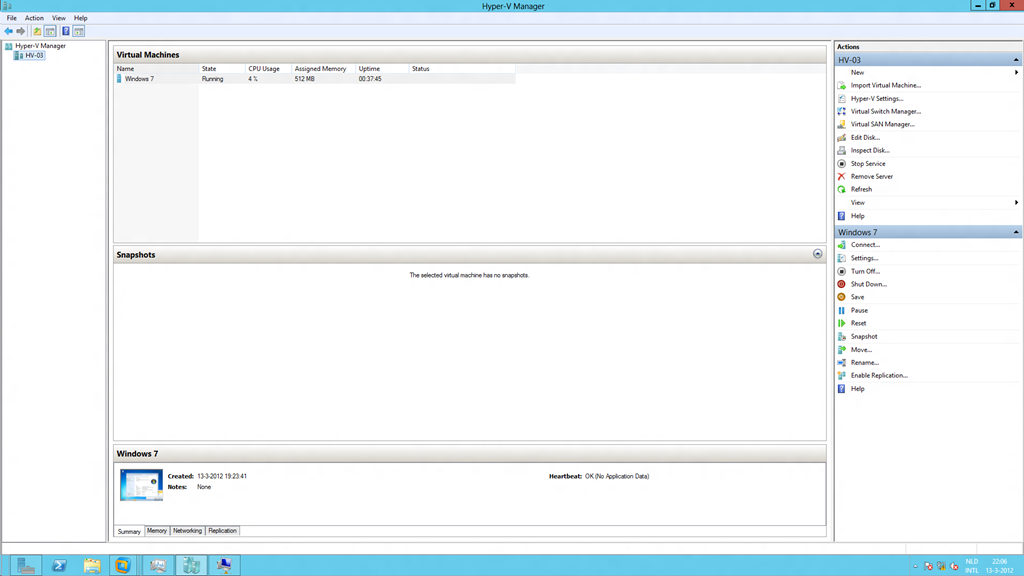 Hyper-V Manager
File Action View Help
Hyper-V Manager
HV-03
Virtual Machines
Name State CPU Usage Assigned Memory Uptime Status
Windows 7 Running 4 % 512 MB 00:37:45
Snapshots
The selected virtual machine has no snapshots.
Windows 7
Created: 13-3-2012 19:23:41
Notes: None
Heartbeat: OK (No Application Data)
Summary Memory Networking Replication
Actions
HV-03
New
Import Virtual Machine...
Hyper-V Settings...
Virtual Switch Manager...
Virtual SAN Manager...
Edit Disk...
Inspect Disk...
Stop Service
Remove Server
Refresh
View
Help
Windows 7
Connect...
Settings...
Turn Off...
Shut Down...
Save
Pause
Reset
Snapshot
Move...
Rename...
Enable Replication...
Help
NLD 22:06
INTL 13-3-2012